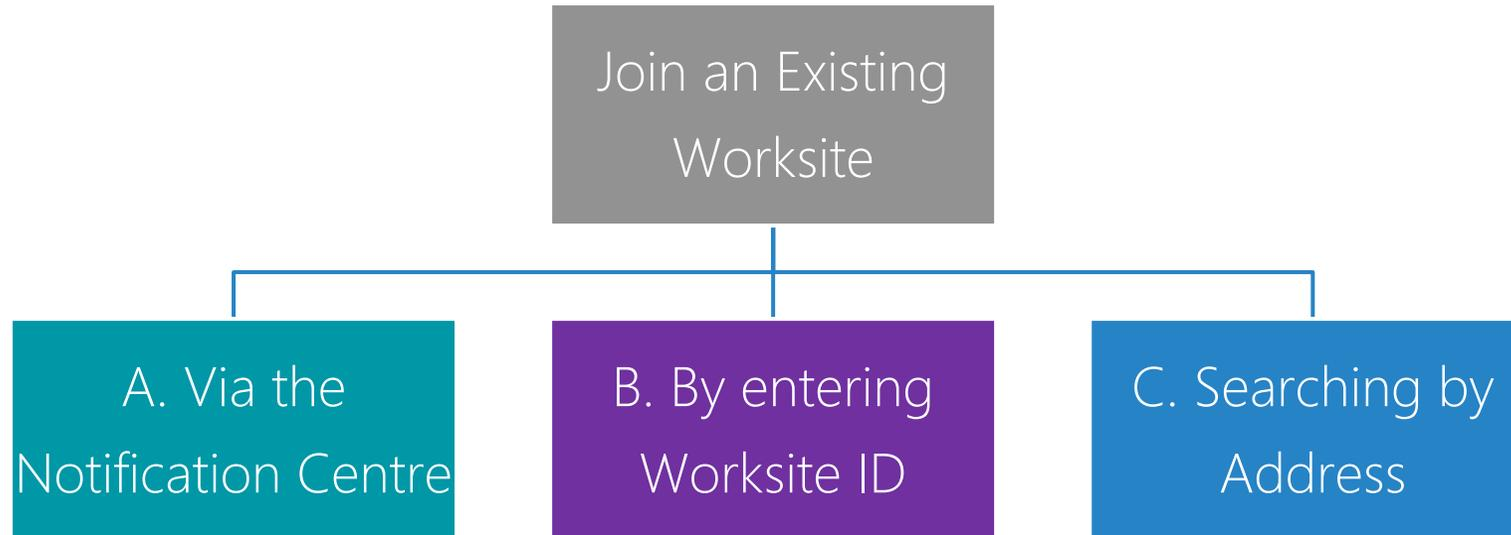 Join an Existing
Worksite
A. Via the
Notification Centre
B. By entering
Worksite ID
C. Searching by
Address